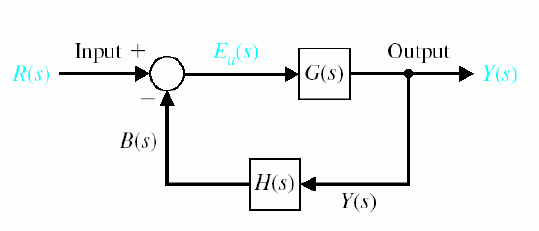 Input + E_a(s) Output
R(s) G(s) Y(s)
−
B(s)
H(s)
Y(s)